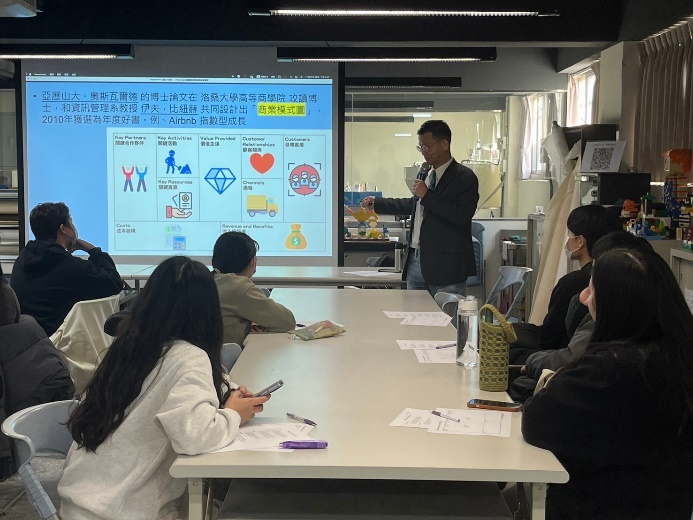 • 亞歷山大、奧斯瓦爾德 的博士論文在 洛桑大學高等商學院 攻讀博
士，和資訊管理系教授 伊夫，比紐赫 共同設計出「商業模式圖」，
2010年獲選為年度好書。例、Airbnb 指數型成長
Key Partners
關鍵合作夥伴
Key Activities
關鍵活動
Value Provided
價值主張
Customer
Relationships
顧客關係
Customers
目標客層
Key Resources
關鍵資源
Channels
通路
Costs
成本結構
Revenue and Benefits